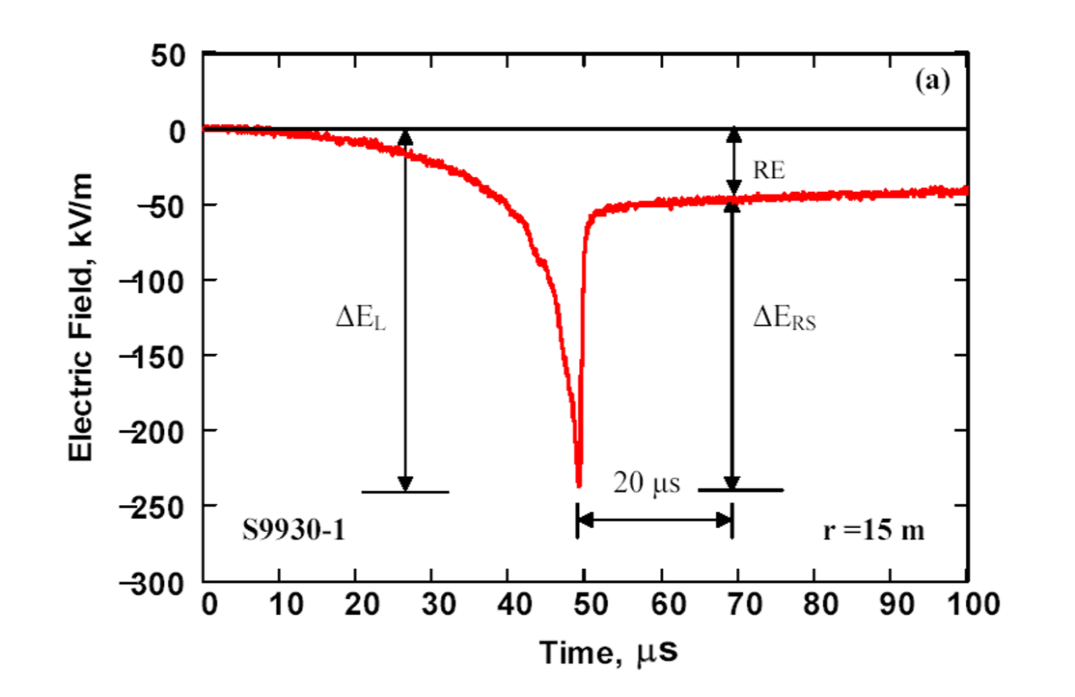 (a)
50
0
−50
−100
−150
−200
−250
−300
Electric Field, kV/m
RE
ΔE_L
ΔE_RS
20 μs
S9930-1
r =15 m
0 10 20 30 40 50 60 70 80 90 100
Time, μs